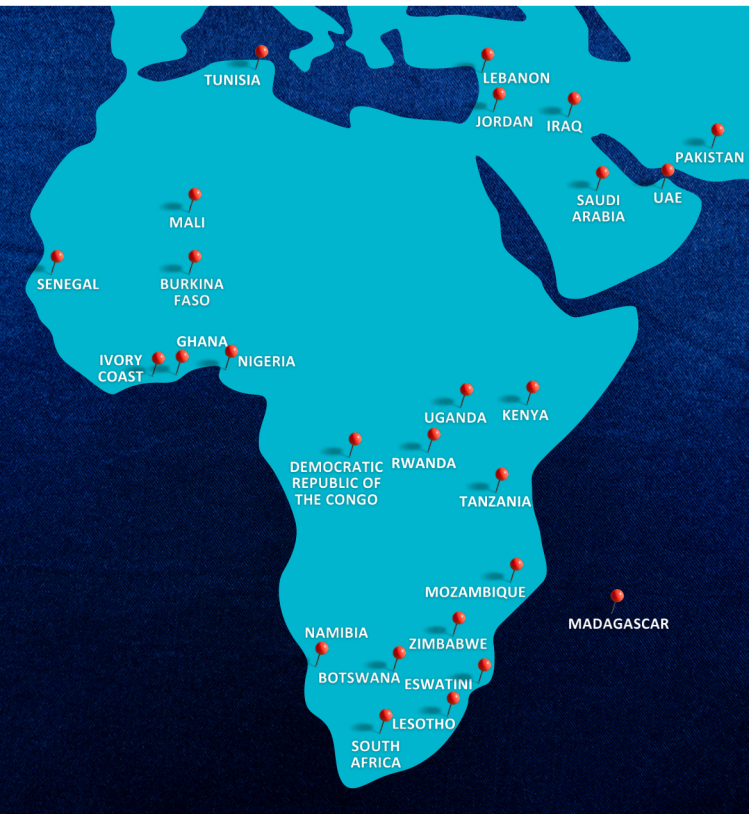 TUNISIA
LEBANON
JORDAN
IRAQ
PAKISTAN
SAUDI
ARABIA
UAE
MALI
SENEGAL
BURKINA
FASO
GHANA
IVORY
COAST
NIGERIA
UGANDA
KENYA
DEMOCRATIC
REPUBLIC OF
THE CONGO
RWANDA
TANZANIA
MOZAMBIQUE
MADAGASCAR
NAMIBIA
ZIMBABWE
BOTSWANA
ESWATINI
LESOTHO
SOUTH
AFRICA